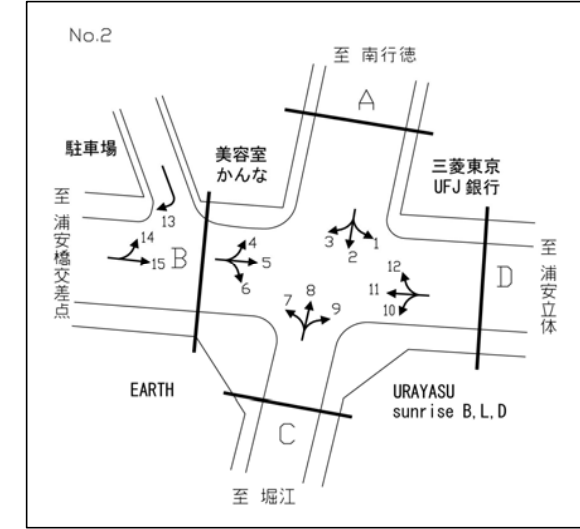 No.2
至 南行徳
A
駐車場
美容室
かんな
三菱東京
UFJ 銀行
至 浦安橋交差点
13
14
15
B
4
5
6
3
2
1
12
11
10
D
至 浦安立体
7
8
9
EARTH
URAYASU
sunrise B,L,D
C
至 堀江